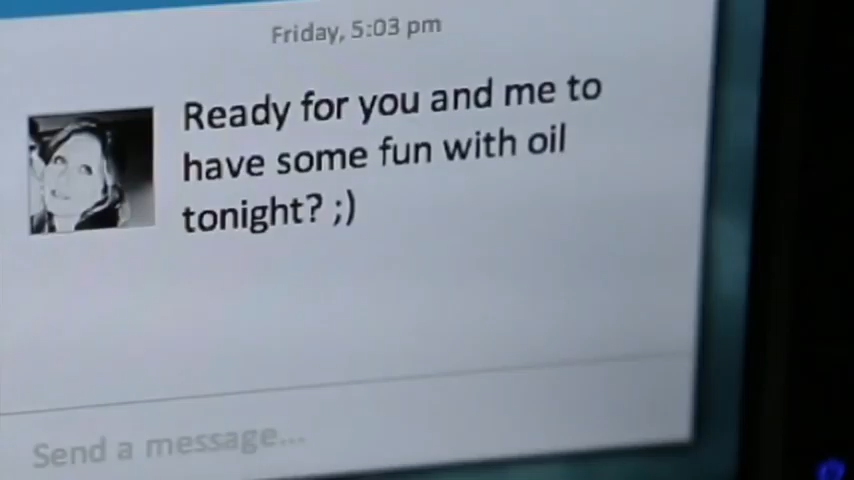 Friday, 5:03 pm
Ready for you and me to
have some fun with oil
tonight? ;)
Send a message...